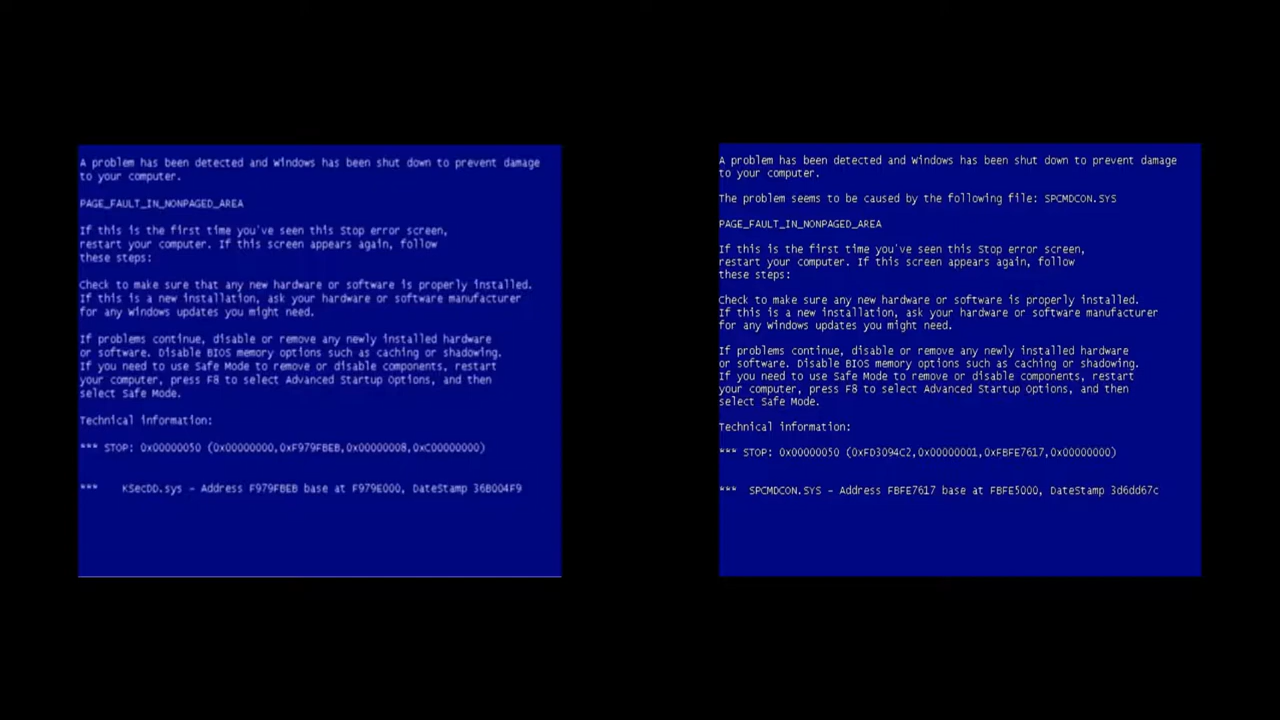 A problem has been detected and Windows has been shut down to prevent damage
to your computer.
PAGE_FAULT_IN_NONPAGED_AREA
If this is the first time you've seen this Stop error screen,
restart your computer. If this screen appears again, follow
these steps:
Check to make sure that any new hardware or software is properly installed.
If this is a new installation, ask your hardware or software manufacturer
for any Windows updates you might need.
If problems continue, disable or remove any newly installed hardware
or software. Disable BIOS memory options such as caching or shadowing.
If you need to use Safe Mode to remove or disable components, restart
your computer, press F8 to select Advanced Startup Options, and then
select Safe Mode.
Technical information:
*** STOP: 0x00000050 (0x00000000,0xF979FBEB,0x00000008,0xC0000000)
*** KSecDD.sys - Address F979FBEB base at F979E000, DateStamp 36B004F9
A problem has been detected and Windows has been shut down to prevent damage
to your computer.
The problem seems to be caused by the following file: SPCMDCON.SYS
PAGE_FAULT_IN_NONPAGED_AREA
If this is the first time you've seen this Stop error screen,
restart your computer. If this screen appears again, follow
these steps:
Check to make sure any new hardware or software is properly installed.
If this is a new installation, ask your hardware or software manufacturer
for any Windows updates you might need.
If problems continue, disable or remove any newly installed hardware
or software. Disable BIOS memory options such as caching or shadowing.
If you need to use Safe Mode to remove or disable components, restart
your computer, press F8 to select Advanced Startup Options, and then
select Safe Mode.
Technical information:
*** STOP: 0x00000050 (0xFD3094C2,0x00000001,0xFBFE7617,0x00000000)
*** SPCMDCON.SYS - Address FBFE7617 base at FBFE5000, DateStamp 3d6dd67c